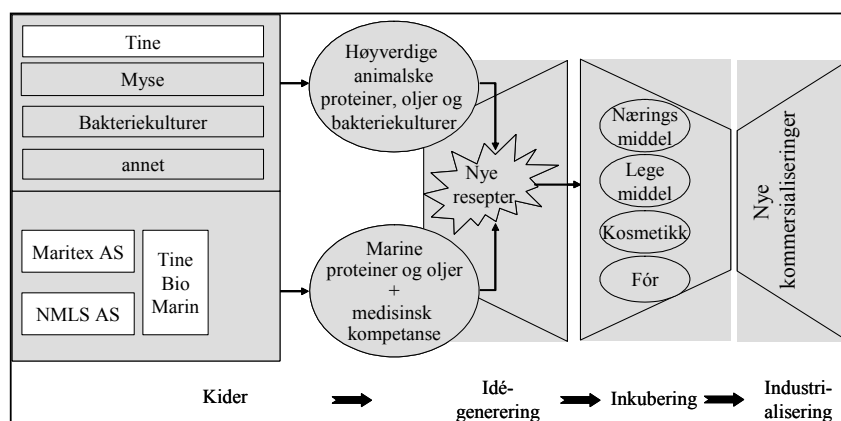 Tine
Myse
Bakteriekulturer
annet
Maritex AS
NMLS AS
Tine
Bio
Marin
Høyverdige
animalske
proteiner, oljer og
bakteriekulturer
Marine
proteiner og oljer
+
medisinsk
kompetanse
Nye
resepter
Nærings
middel
Lege
middel
Kosmetikk
Fór
Nye
kommersialiseringer
Kider
Idé-
generering
Inkubering
Industri-
alisering